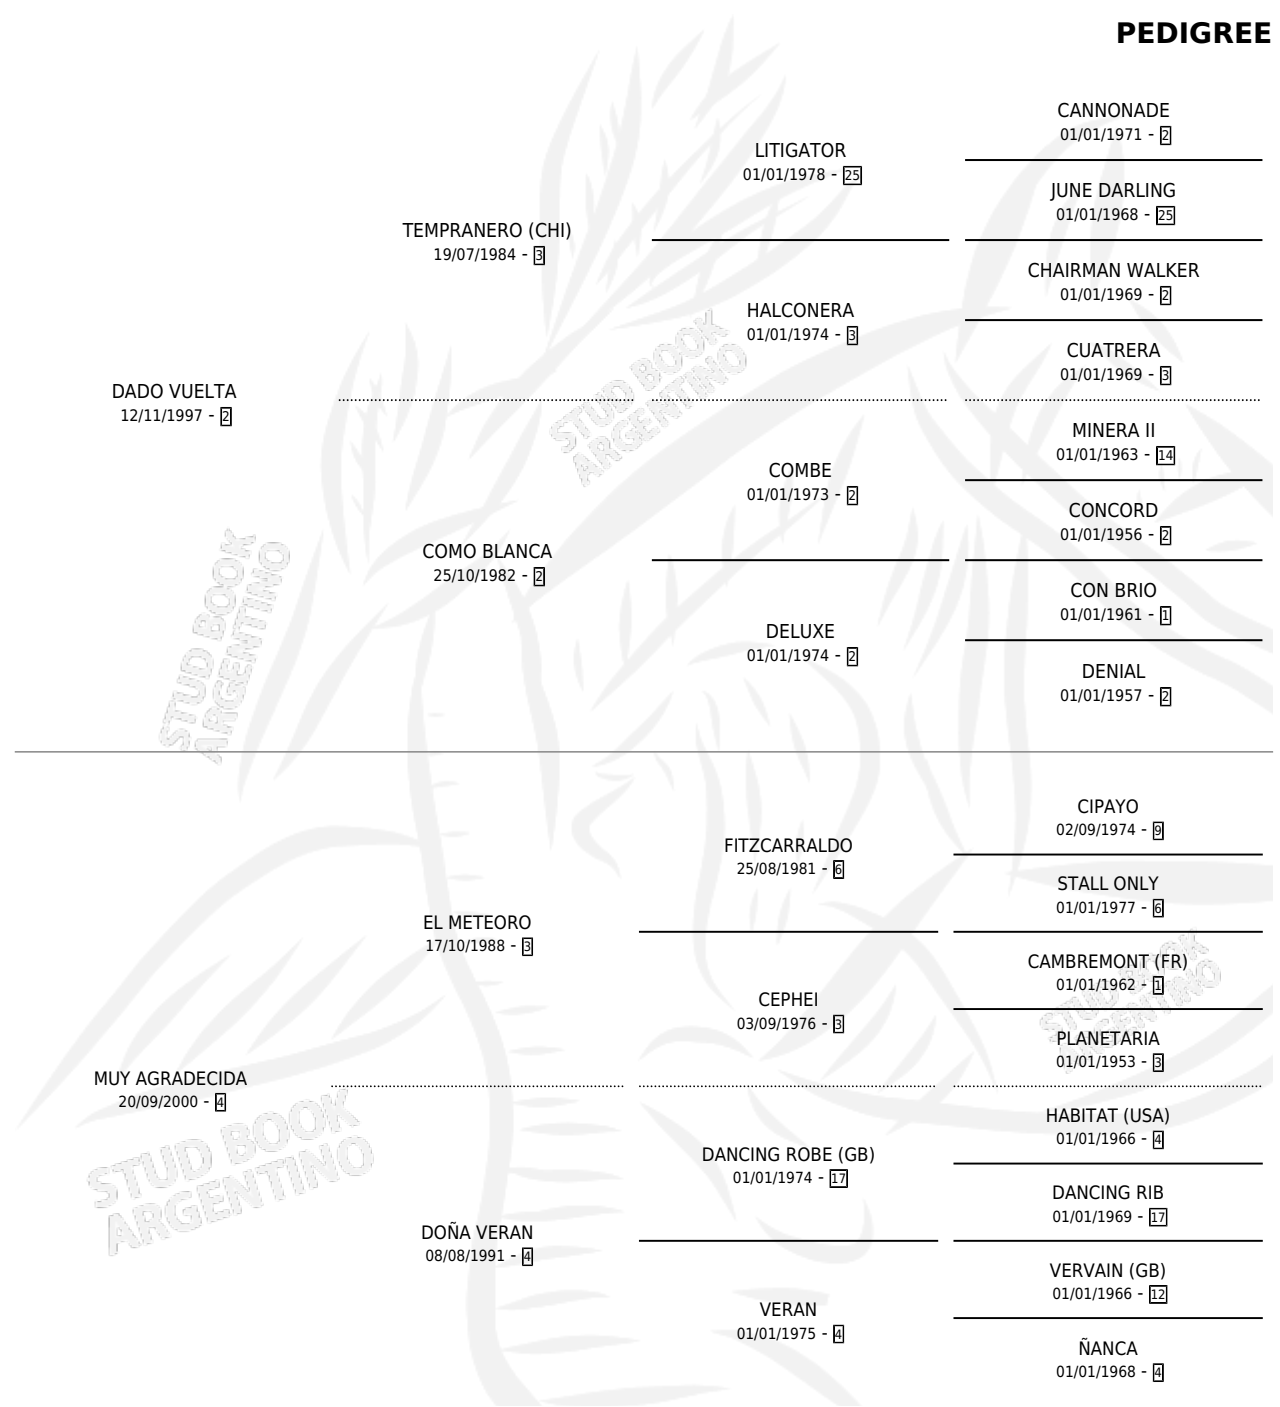 PEDIGREE
CANNONADE
01/01/1971 - 2
LITIGATOR
01/01/1978 - 25
JUNE DARLING
01/01/1968 - 25
TEMPRANERO (CHI)
19/07/1984 - 3
CHAIRMAN WALKER
01/01/1969 - 2
HALCONERA
01/01/1974 - 3
CUATRERA
01/01/1969 - 3
DADO VUELTA
12/11/1997 - 2
MINERA II
01/01/1963 - 14
COMBE
01/01/1973 - 2
CONCORD
01/01/1956 - 2
COMO BLANCA
25/10/1982 - 2
CON BRIO
01/01/1961 - 1
DELUXE
01/01/1974 - 2
DENIAL
01/01/1957 - 2
CIPAYO
02/09/1974 - 9
FITZCARRALDO
25/08/1981 - 6
STALL ONLY
01/01/1977 - 6
EL METEORO
17/10/1988 - 3
CAMBREMONT (FR)
01/01/1962 - 1
CEPHEI
03/09/1976 - 3
PLANETARIA
01/01/1953 - 3
MUY AGRADECIDA
20/09/2000 - 4
HABITAT (USA)
01/01/1966 - 4
DANCING ROBE (GB)
01/01/1974 - 17
DANCING RIB
01/01/1969 - 17
DOÑA VERAN
08/08/1991 - 4
VERVAIN (GB)
01/01/1966 - 12
VERAN
01/01/1975 - 4
ÑANCA
01/01/1968 - 4
STUD BOOK
ARGENTINO
STUD BOOK
ARGENTINO
STUD BOOK
ARGENTINO
STUD BOOK
ARGENTINO